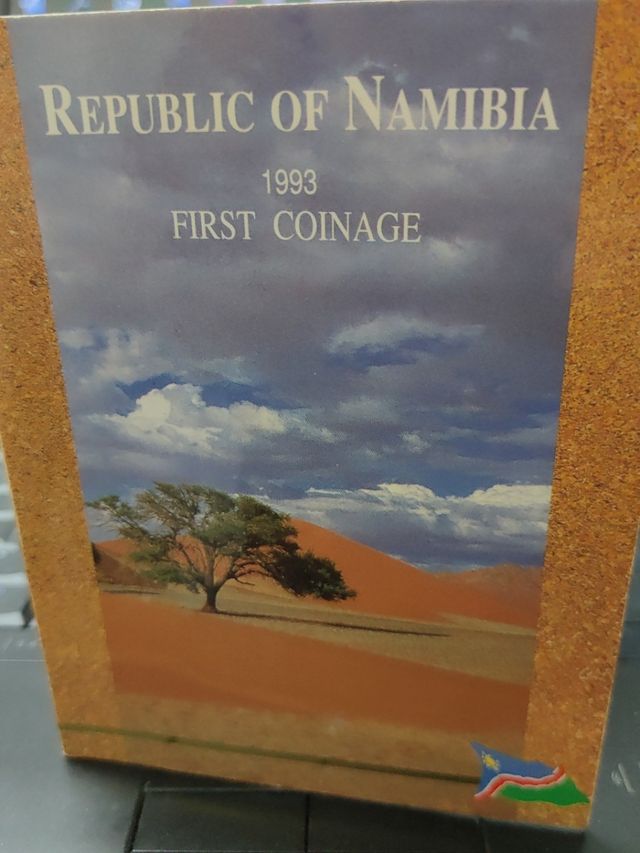 REPUBLIC OF NAMIBIA
1993
FIRST COINAGE